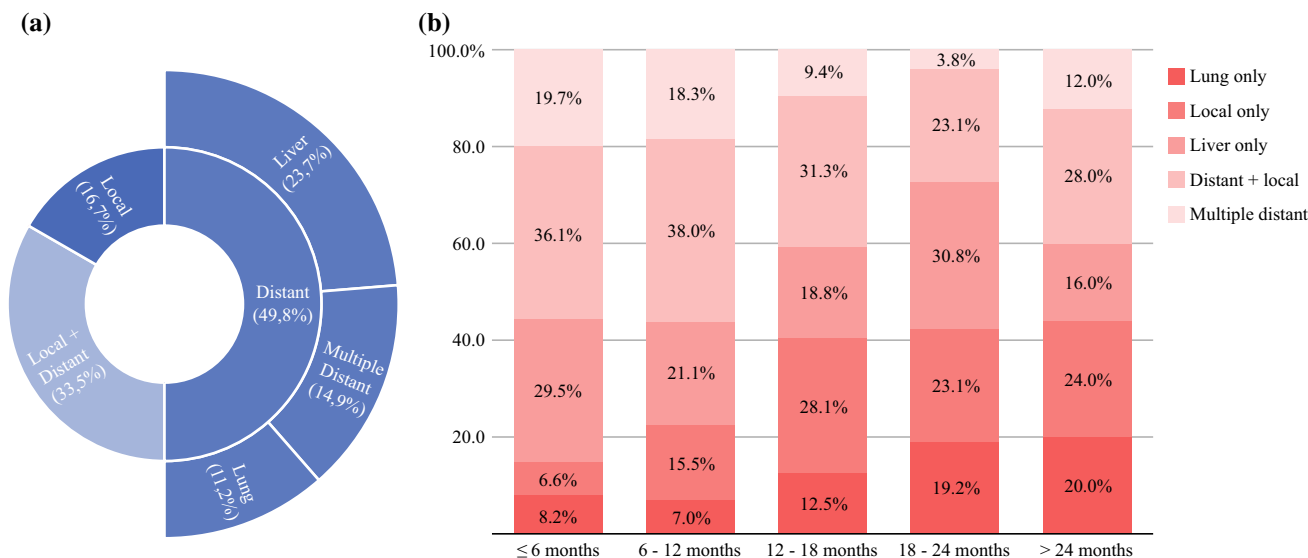 (a)
Liver
(23,7%)
Local
(16,7%)
Distant
(49,8%)
Local +
Distant
(33,5%)
Multiple
Distant
(14,9%)
Lung
(11,2%)
(b)
100.0%
80.0
60.0
40.0
20.0
19.7%
36.1%
29.5%
6.6%
8.2%
≤ 6 months
18.3%
38.0%
21.1%
15.5%
7.0%
6 - 12 months
9.4%
31.3%
18.8%
28.1%
12.5%
12 - 18 months
3.8%
23.1%
30.8%
23.1%
19.2%
18 - 24 months
12.0%
28.0%
16.0%
24.0%
20.0%
> 24 months
Lung only
Local only
Liver only
Distant + local
Multiple distant